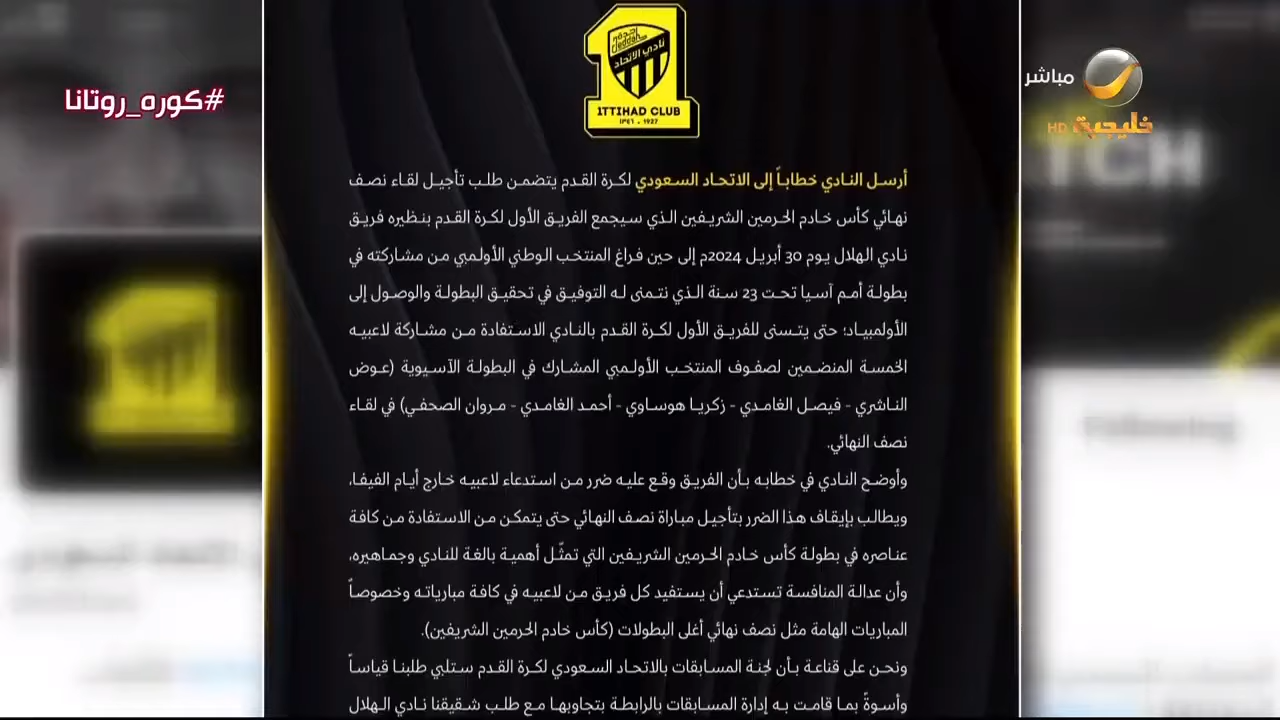 #كوره_روتانا
مباشر
خليجية HD
TCH
جدة
Jeddah
نادي الاتحاد
1TTIHAD CLUB
١٣٤٦ . 1927
أرسل النادي خطاباً إلى الاتحاد السعودي لكرة القدم يتضمن طلب تأجيل لقاء نصف
نهائي كأس خادم الحرمين الشريفين الذي سيجمع الفريق الأول لكرة القدم بنظيره فريق
نادي الهلال يوم 30 أبريل 2024م إلى حين فراغ المنتخب الوطني الأولمبي من مشاركته في
بطولة أمم آسيا تحت 23 سنة الذي نتمنى له التوفيق في تحقيق البطولة والوصول إلى
الأولمبياد؛ حتى يتسنى للفريق الأول لكرة القدم بالنادي الاستفادة من مشاركة لاعبيه
الخمسة المنضمين لصفوف المنتخب الأولمبي المشارك في البطولة الآسيوية (عوض
الناشري - فيصل الغامدي - زكريا هوساوي - أحمد الغامدي - مروان الصحفي) في لقاء
نصف النهائي.
وأوضح النادي في خطابه بأن الفريق وقع عليه ضرر من استدعاء لاعبيه خارج أيام الفيفا،
ويطالب بإيقاف هذا الضرر بتأجيل مباراة نصف النهائي حتى يتمكن من الاستفادة من كافة
عناصره في بطولة كأس خادم الحرمين الشريفين التي تمثّل أهمية بالغة للنادي وجماهيره،
وأن عدالة المنافسة تستدعي أن يستفيد كل فريق من لاعبيه في كافة مبارياته وخصوصاً
المباريات الهامة مثل نصف نهائي أغلى البطولات (كأس خادم الحرمين الشريفين).
ونحن على قناعة بأن لجنة المسابقات بالاتحاد السعودي لكرة القدم ستلبي طلبنا قياساً
وأسوةً بما قامت به إدارة المسابقات بالرابطة بتجاوبها مع طلب شقيقنا نادي الهلال
Following